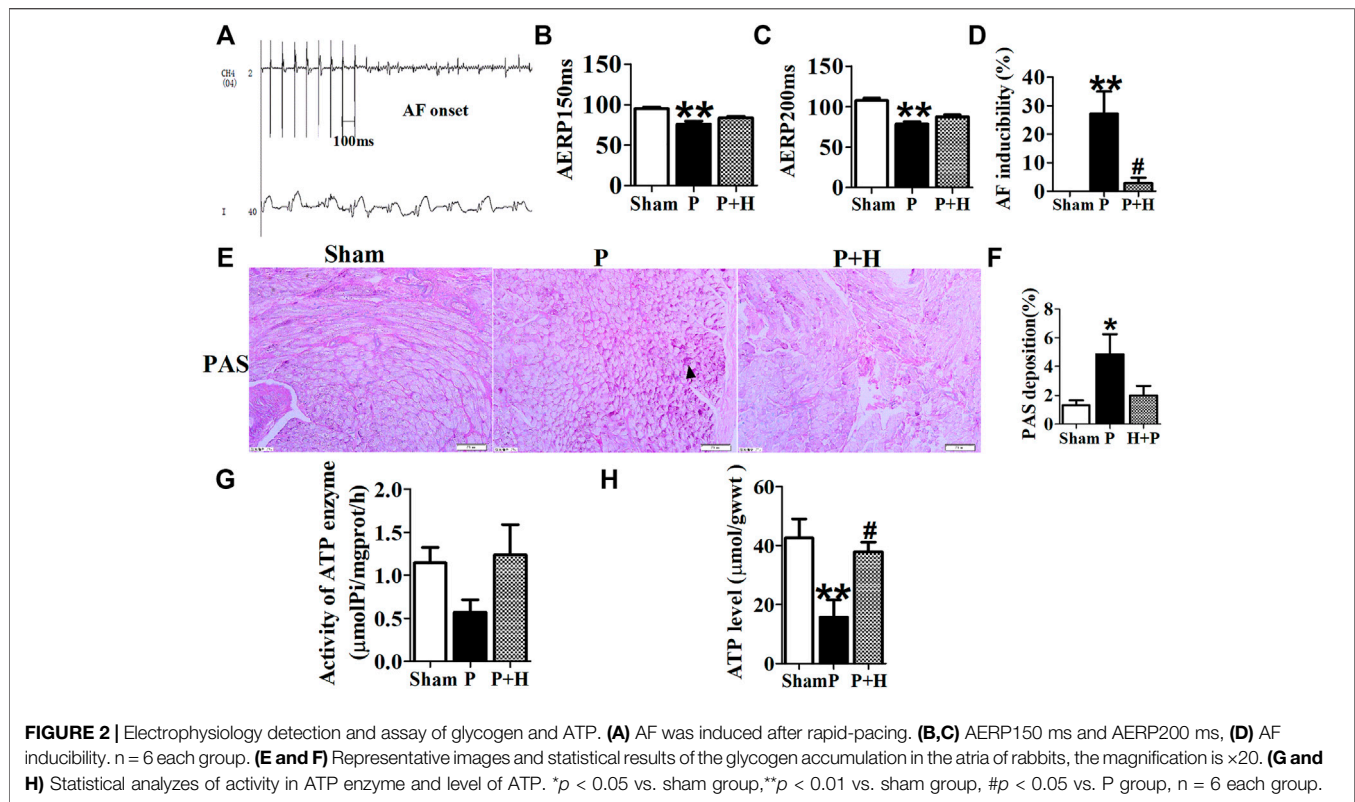 A
CH4 2
(04)
AF onset
100ms
I 40
B
AERP150ms
150
100
50
0
**
Sham P P+H
C
AERP200ms
150
100
50
0
**
Sham P P+H
D
AF inducibility (%)
40
30
20
10
0
**
#
Sham P P+H
E
Sham P P+H
PAS
F
PAS deposition(%)
8
6
4
2
0
*
Sham P H+P
G
Activity of ATP enzyme
(μmolPi/mgprot/h)
2.0
1.5
1.0
0.5
0.0
Sham P P+H
H
ATP level (μmol/gwwt )
60
40
20
0
**
#
ShamP P+H
FIGURE 2 | Electrophysiology detection and assay of glycogen and ATP. (A) AF was induced after rapid-pacing. (B,C) AERP150 ms and AERP200 ms, (D) AF
inducibility. n = 6 each group. (E and F) Representative images and statistical results of the glycogen accumulation in the atria of rabbits, the magnification is ×20. (G and
H) Statistical analyzes of activity in ATP enzyme and level of ATP. *p < 0.05 vs. sham group,**p < 0.01 vs. sham group, #p < 0.05 vs. P group, n = 6 each group.